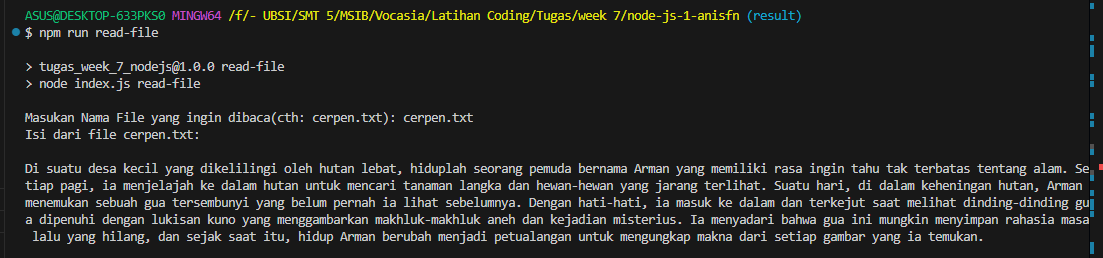 ASUS@DESKTOP-633PKS0 MINGW64 /f/- UBSI/SMT 5/MSIB/Vocasia/Latihan Coding/Tugas/week 7/node-js-1-anisfn (result)
$ npm run read-file
> tugas_week_7_nodejs@1.0.0 read-file
> node index.js read-file
Masukan Nama File yang ingin dibaca(cth: cerpen.txt): cerpen.txt
Isi dari file cerpen.txt:
Di suatu desa kecil yang dikelilingi oleh hutan lebat, hiduplah seorang pemuda bernama Arman yang memiliki rasa ingin tahu tak terbatas tentang alam. Se
tiap pagi, ia menjelajah ke dalam hutan untuk mencari tanaman langka dan hewan-hewan yang jarang terlihat. Suatu hari, di dalam keheningan hutan, Arman
menemukan sebuah gua tersembunyi yang belum pernah ia lihat sebelumnya. Dengan hati-hati, ia masuk ke dalam dan terkejut saat melihat dinding-dinding gu
a dipenuhi dengan lukisan kuno yang menggambarkan makhluk-makhluk aneh dan kejadian misterius. Ia menyadari bahwa gua ini mungkin menyimpan rahasia masa
lalu yang hilang, dan sejak saat itu, hidup Arman berubah menjadi petualangan untuk mengungkap makna dari setiap gambar yang ia temukan.